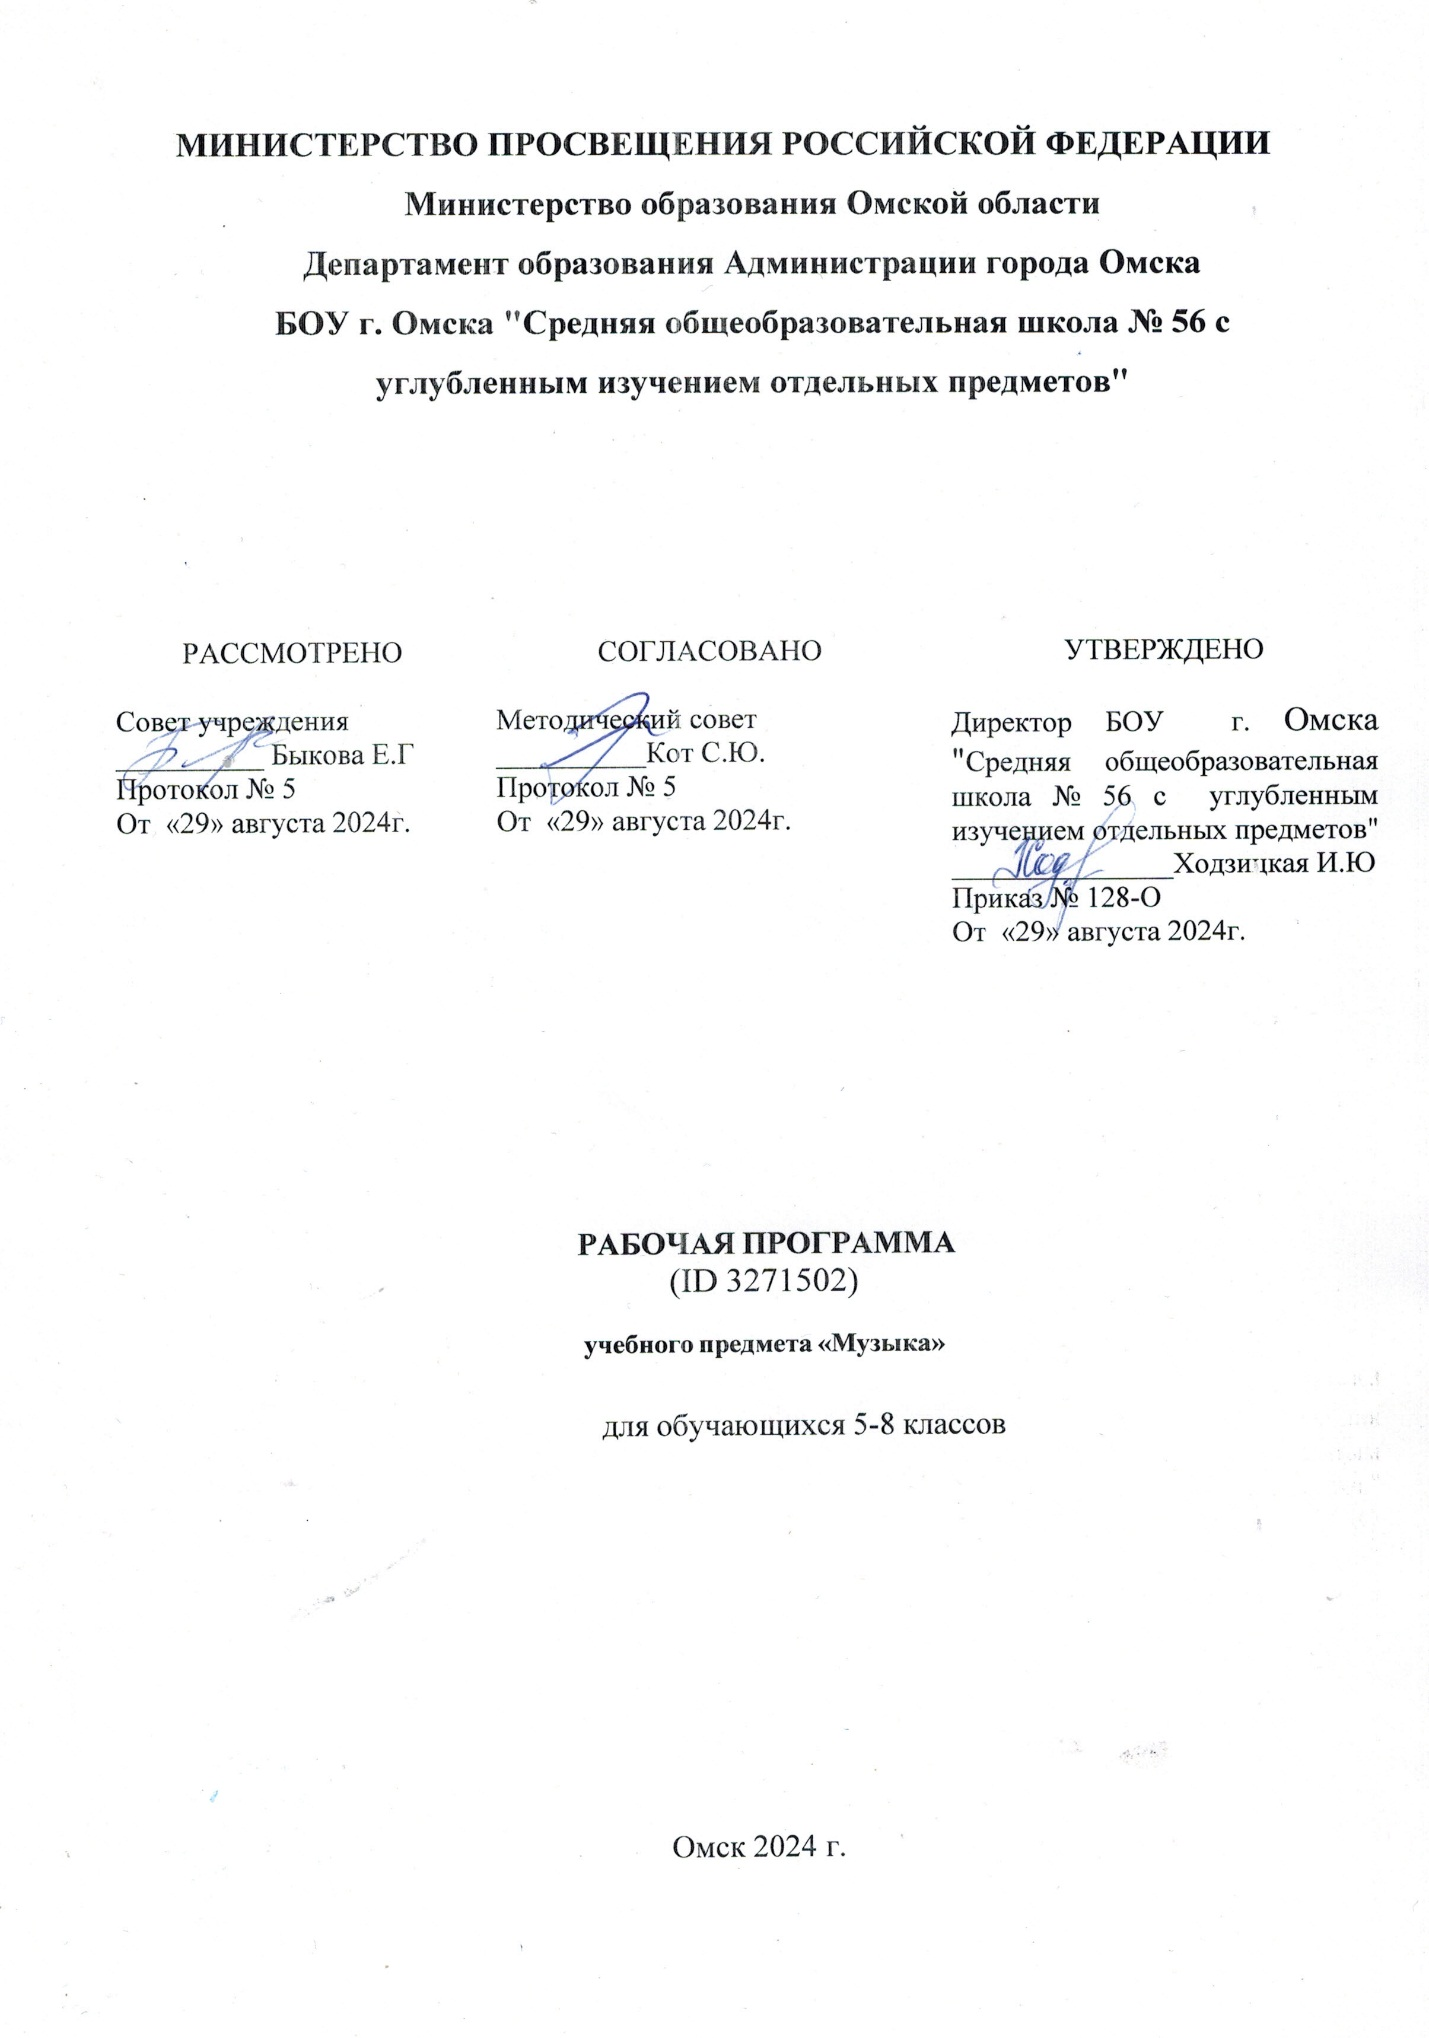 МИНИСТЕРСТВО ПРОСВЕЩЕНИЯ РОССИЙСКОЙ ФЕДЕРАЦИИ
Министерство образования Омской области
Департамент образования Администрации города Омска
БОУ г. Омска "Средняя общеобразовательная школа № 56 с
углубленным изучением отдельных предметов"
РАССМОТРЕНО
Совет учреждения
___________ Быкова Е.Г
Протокол № 5
От «29» августа 2024г.
СОГЛАСОВАНО
Методический совет
___________Кот С.Ю.
Протокол № 5
От «29» августа 2024г.
УТВЕРЖДЕНО
Директор БОУ г. Омска
"Средняя общеобразовательная
школа № 56 с углубленным
изучением отдельных предметов"
________________Ходзицкая И.Ю
Приказ № 128-О
От «29» августа 2024г.
РАБОЧАЯ ПРОГРАММА
(ID 3271502)
учебного предмета «Музыка»
для обучающихся 5-8 классов
Омск 2024 г.